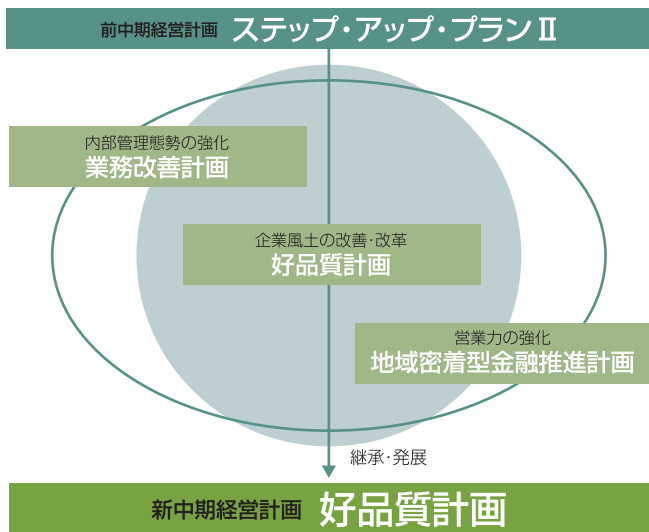 前中期経営計画 ステップ・アップ・プランⅡ
内部管理態勢の強化
業務改善計画
企業風土の改善・改革
好品質計画
営業力の強化
地域密着型金融推進計画
継承・発展
新中期経営計画 好品質計画